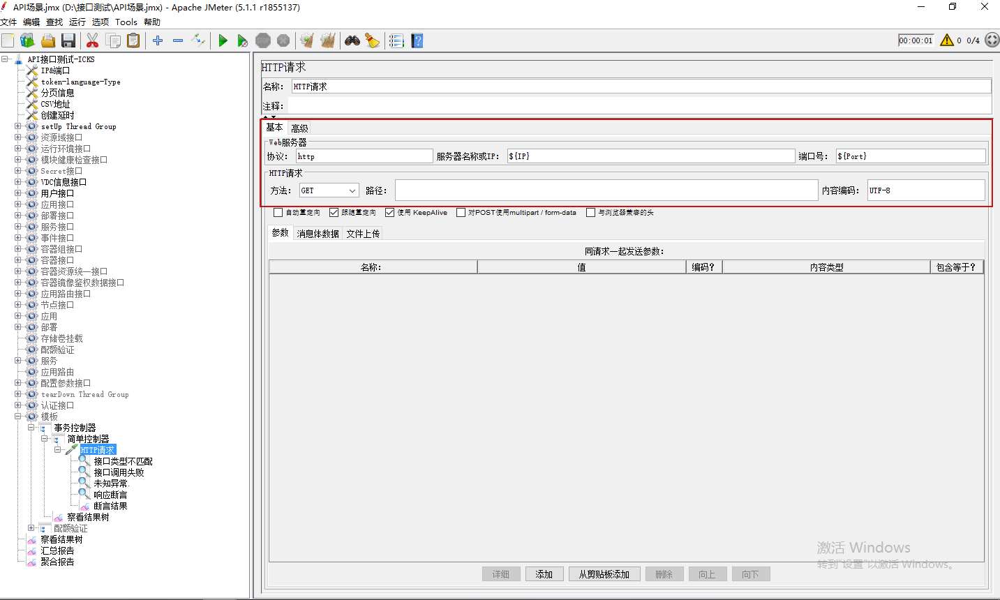 API场景.jmx (D:\接口测试\API场景.jmx) - Apache JMeter (5.1.1 r1855137)
文件 编辑 查找 运行 选项 Tools 帮助
STOP
00:00:01 0 0/4
API接口测试-ICKS
IP&端口
token-language-Type
分页信息
CSV地址
创建延时
setUp Thread Group
资源域接口
运行环境接口
模块健康检查接口
Secret接口
VDC信息接口
用户接口
应用接口
部署接口
服务接口
事件接口
容器组接口
容器接口
容器资源统一接口
容器镜像鉴权数据接口
应用路由接口
节点接口
应用
部署
存储卷挂载
配额验证
服务
应用路由
配置参数接口
tearDown Thread Group
认证接口
模板
事务控制器
简单控制器
HTTP请求
接口类型不匹配
接口调用失败
未知异常.
响应断言
断言结果
察看结果树
配额验证
察看结果树
汇总报告
聚合报告
HTTP请求
名称: HTTP请求
注释:
基本 高级
Web服务器
协议: http 服务器名称或IP: ${IP} 端口号: ${Port}
HTTP请求
方法: GET 路径: 内容编码: UTF-8
自动重定向 跟随重定向 使用 KeepAlive 对POST使用multipart / form-data 与浏览器兼容的头
参数 消息体数据 文件上传
同请求一起发送参数:
名称: 值 编码? 内容类型 包含等于?
详细 添加 从剪贴板添加 删除 向上 向下
激活 Windows
转到"设置"以激活 Windows。